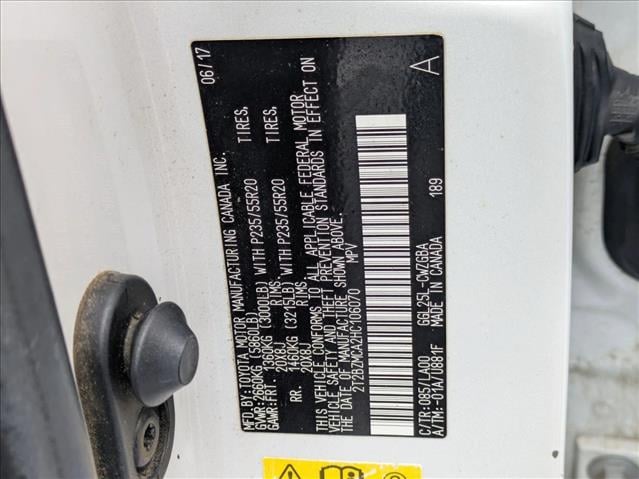 MFD.BY:TOYOTA MOTOR MANUFACTURING CANADA INC. 06/17
GVWR:2660KG (5860LB)
GAWR:FRT. 1360KG (3000LB) WITH P235/55R20 TIRES,
20X8J RIMS
RR. 1460KG (3215LB) WITH P235/55R20 TIRES,
20X8J RIMS
THIS VEHICLE CONFORMS TO ALL APPLICABLE FEDERAL MOTOR
VEHICLE SAFETY AND THEFT PREVENTION STANDARDS IN EFFECT ON
THE DATE OF MANUFACTURE SHOWN ABOVE.
2T2BZMCA2HC106070 MPV
C/TR:085/LA00 GGL25L-CWZGBA 189 A
A/TM:-01A/U881F MADE IN CANADA